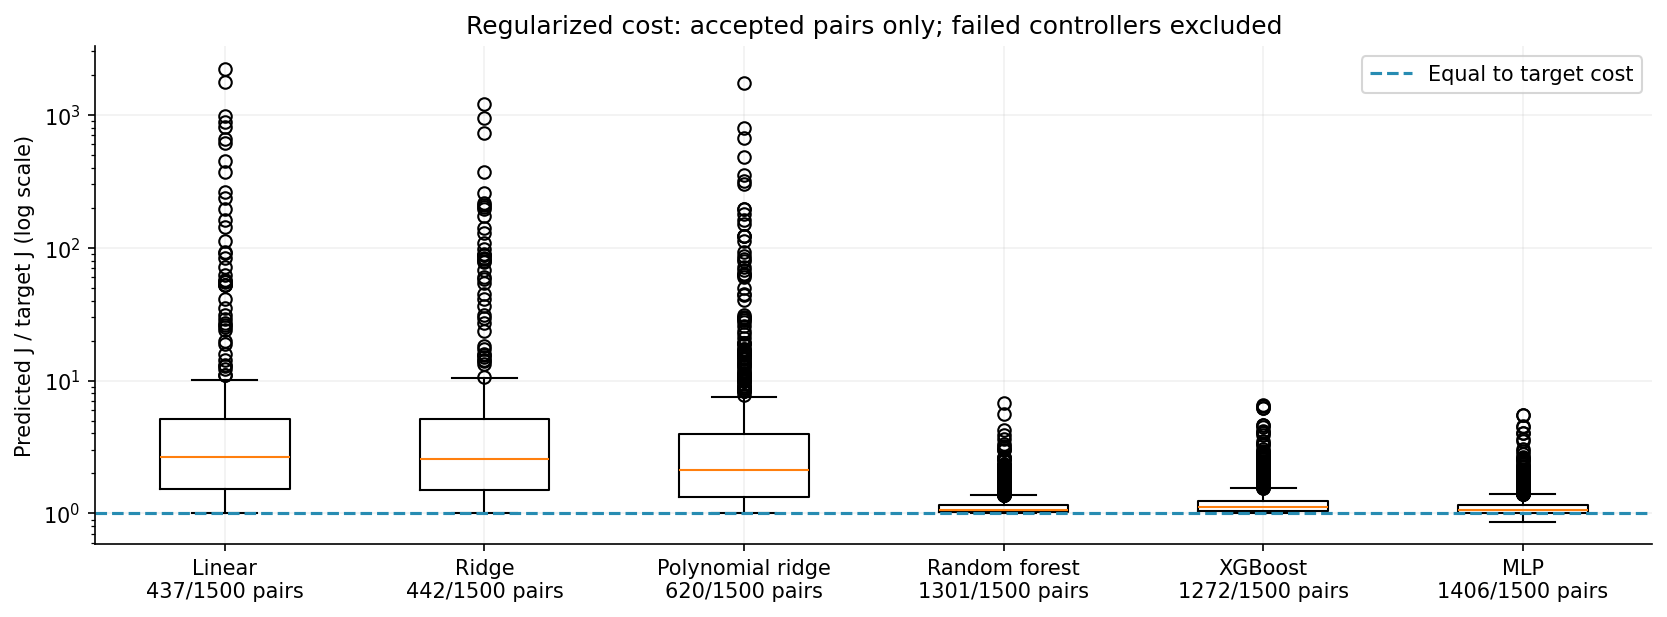 Regularized cost: accepted pairs only; failed controllers excluded
Equal to target cost
Predicted J / target J (log scale)
10³
10²
10¹
10⁰
Linear
437/1500 pairs
Ridge
442/1500 pairs
Polynomial ridge
620/1500 pairs
Random forest
1301/1500 pairs
XGBoost
1272/1500 pairs
MLP
1406/1500 pairs